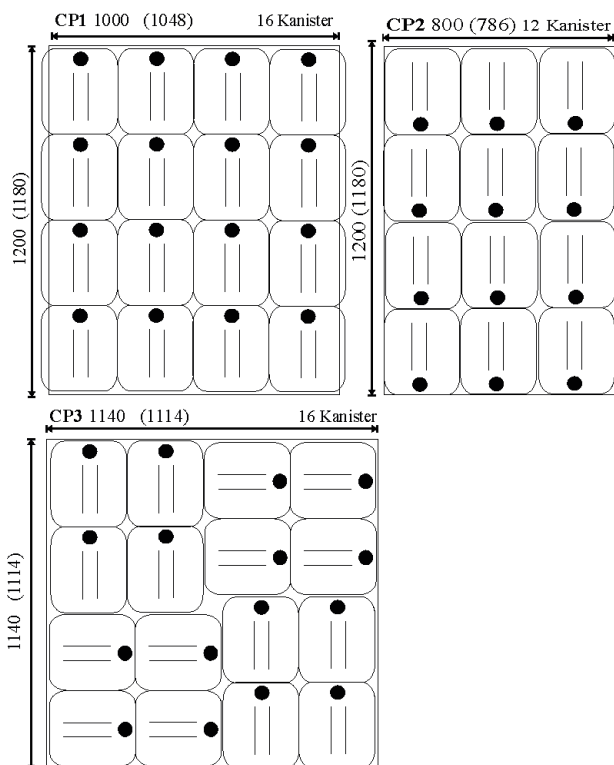 CP1 1000 (1048) 16 Kanister
CP2 800 (786) 12 Kanister
1200 (1180)
1200 (1180)
CP3 1140 (1114) 16 Kanister
1140 (1114)